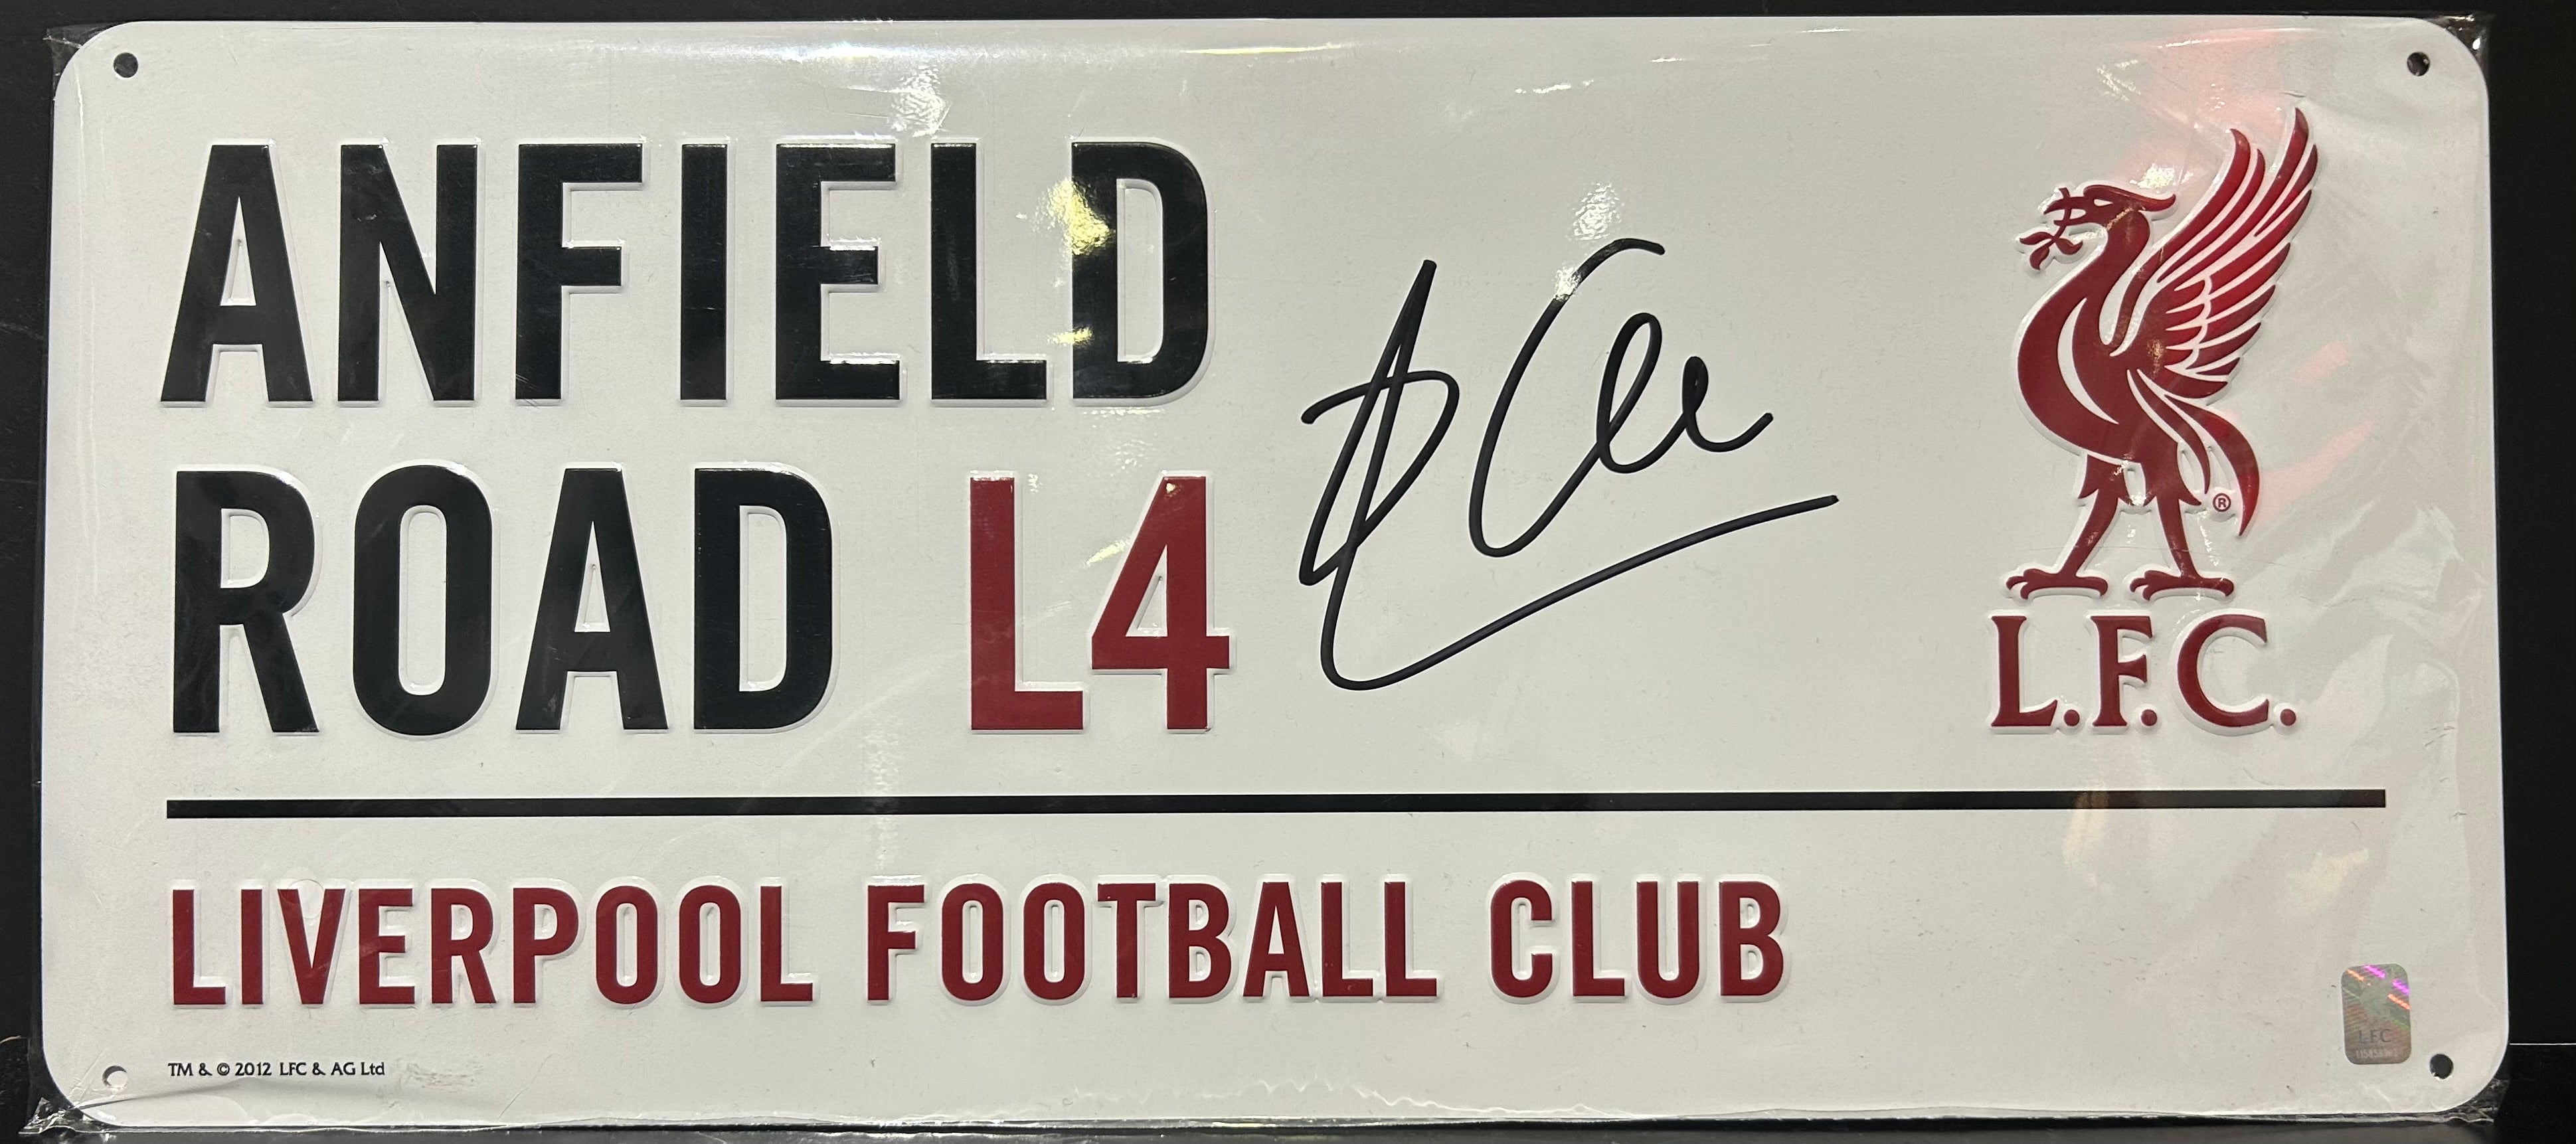 ANFIELD
ROAD L4
®
L.F.C.
LIVERPOOL FOOTBALL CLUB
TM & © 2012 LFC & AG Ltd
LFC